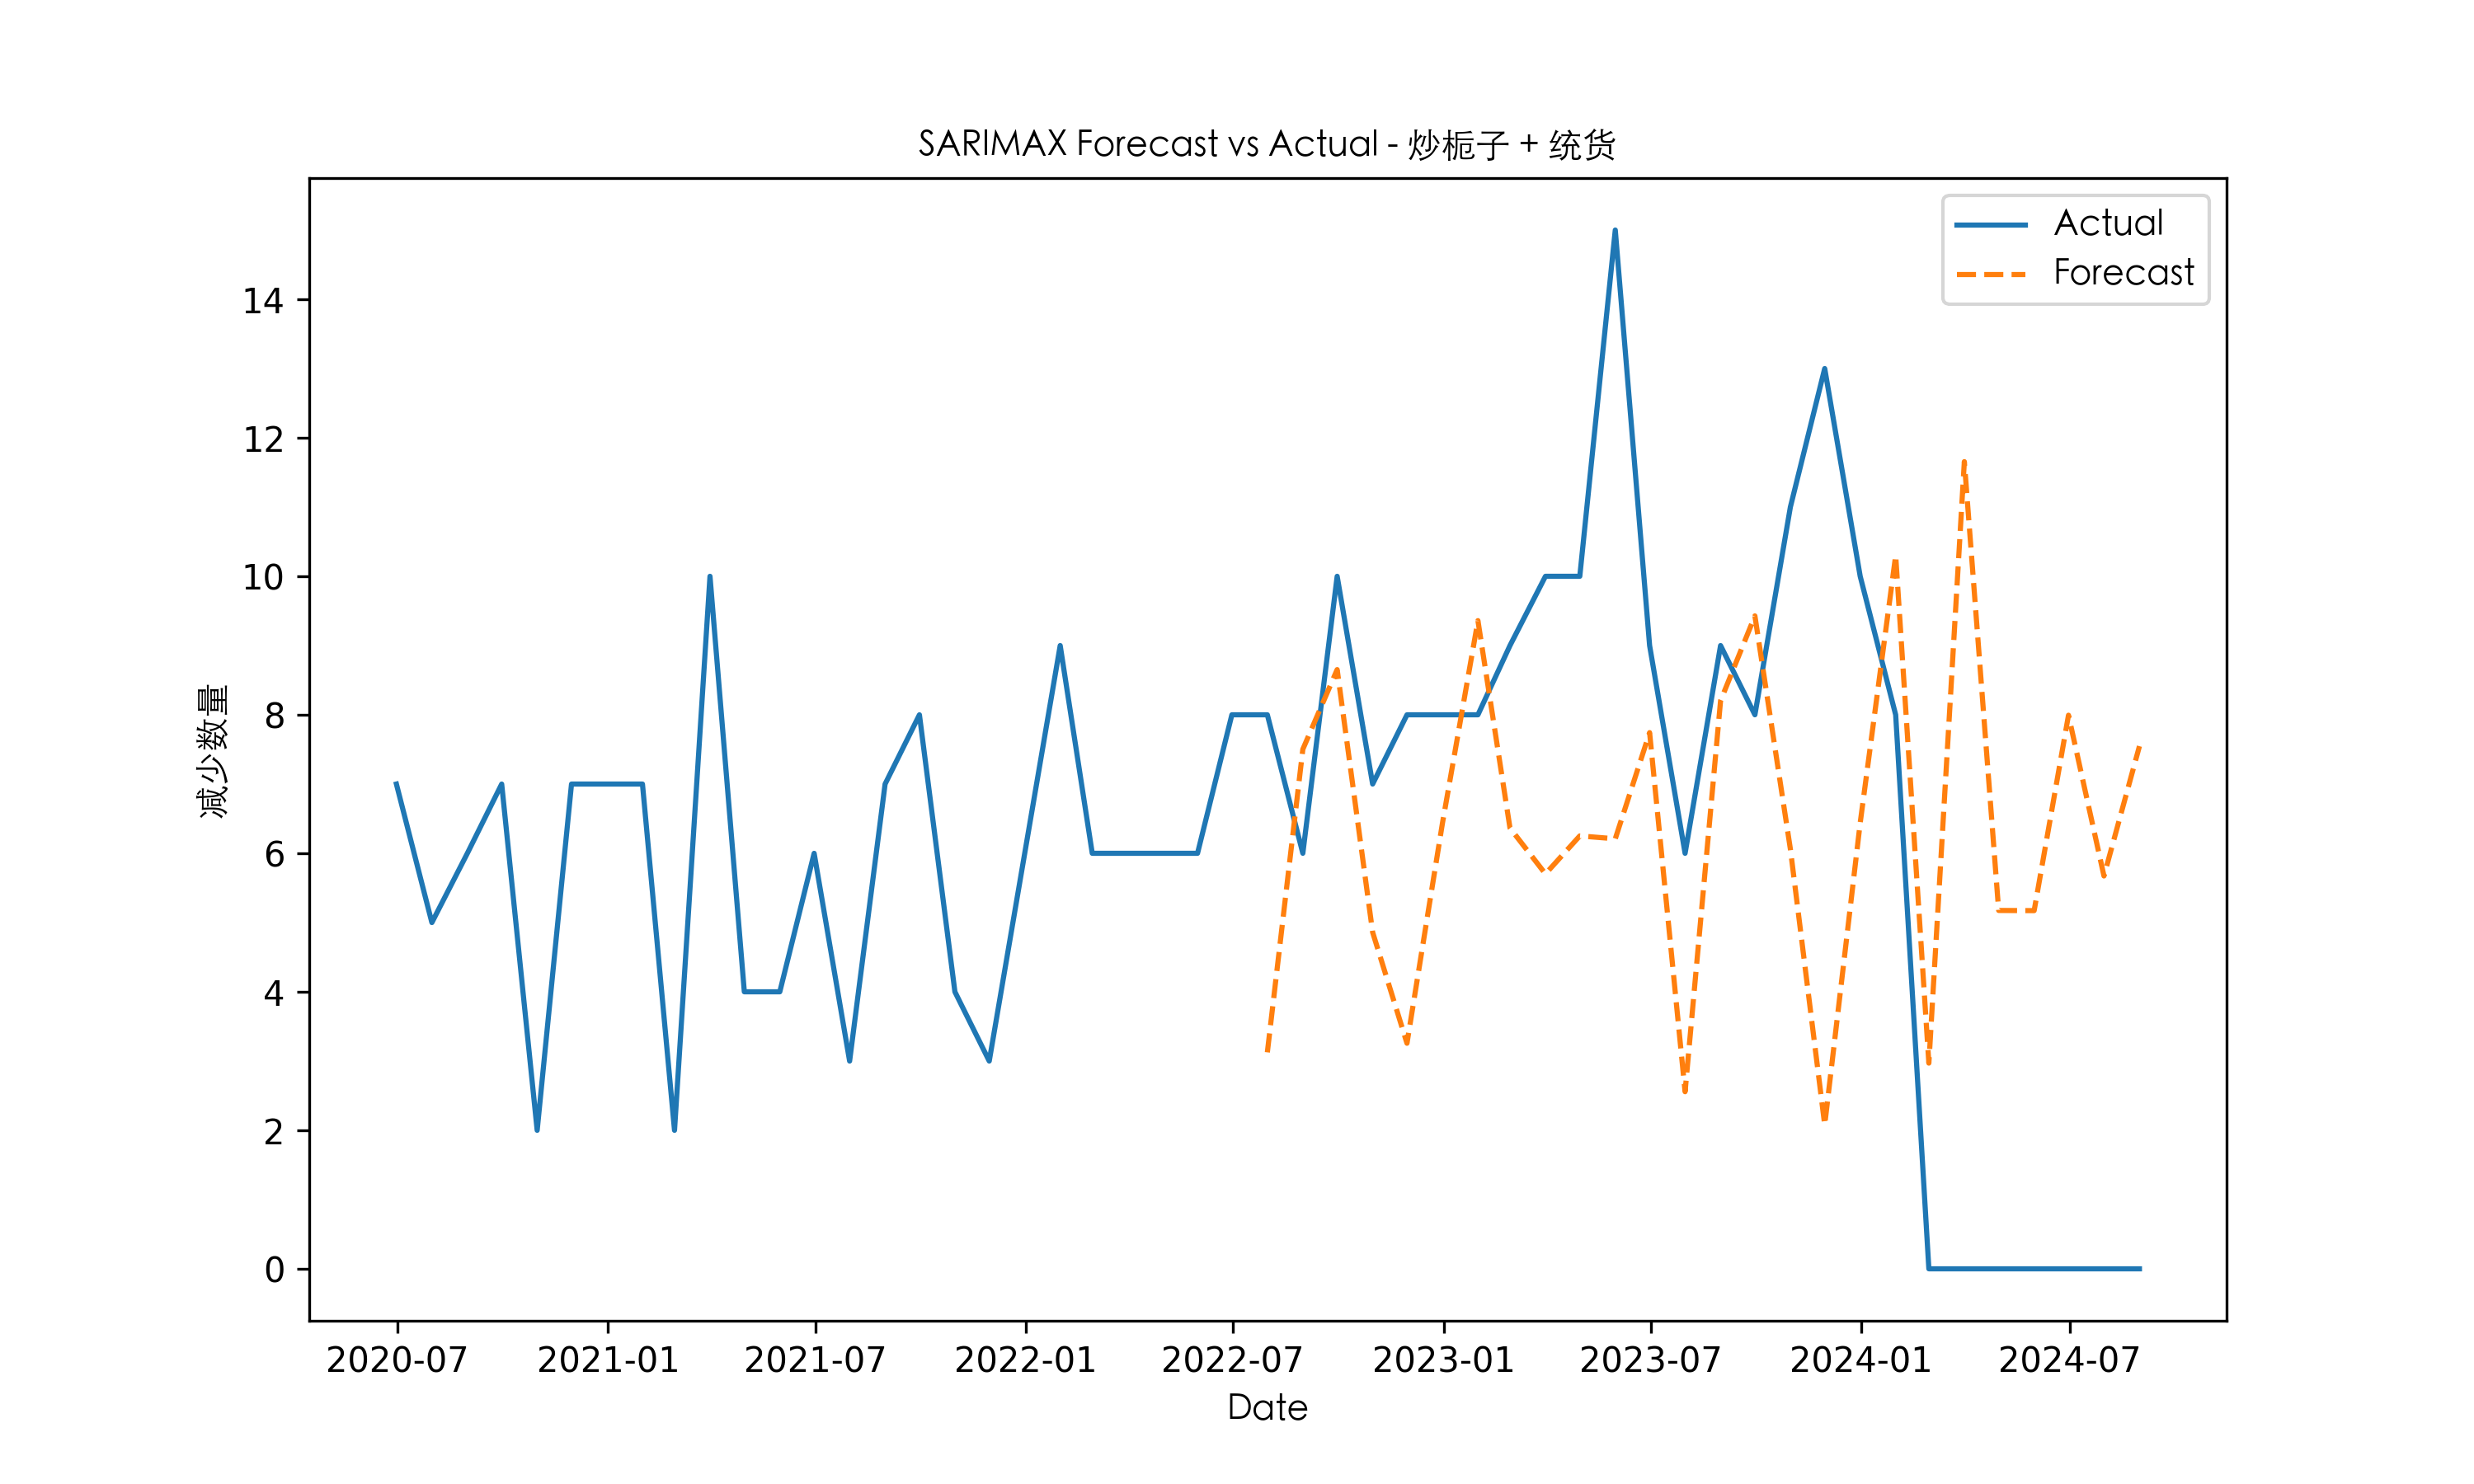 SARIMAX Forecast vs Actual - 炒栀子 + 统货
Actual
Forecast
减少数量
14
12
10
8
6
4
2
0
2020-07 2021-01 2021-07 2022-01 2022-07 2023-01 2023-07 2024-01 2024-07
Date